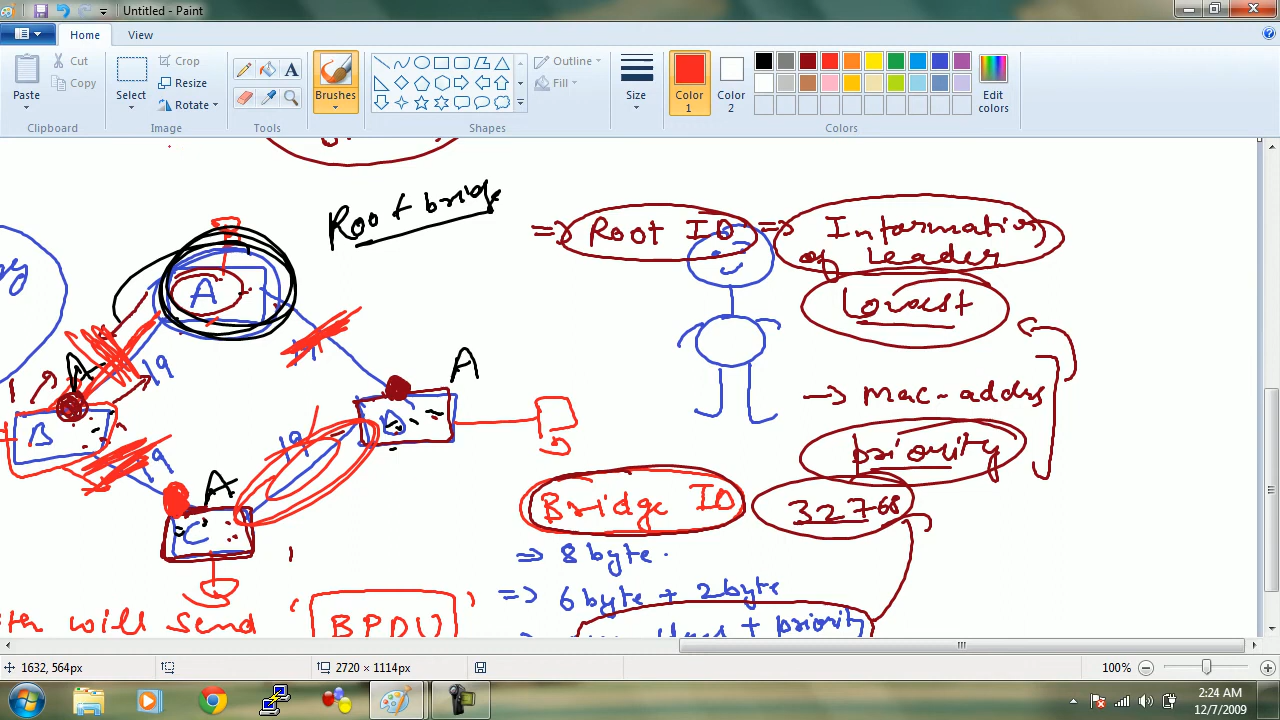 Untitled - Paint
Home View
Paste
Cut
Copy
Clipboard
Select
Crop
Resize
Rotate
Image
Tools
Brushes
Shapes
Outline
Fill
Size
Color 1
Color 2
Edit colors
Colors
Root bridge
=> Root ID => Information of Leader
Lowest
A
19
19
A
A
B
D
→ mac-addrs
priority
19
19
A
C
Bridge ID 32768
=> 8 byte.
=> 6 byte + 2 byte
+ priority
will send "BPDU"
1632, 564px
2720 × 1114px
100%
2:24 AM
12/7/2009